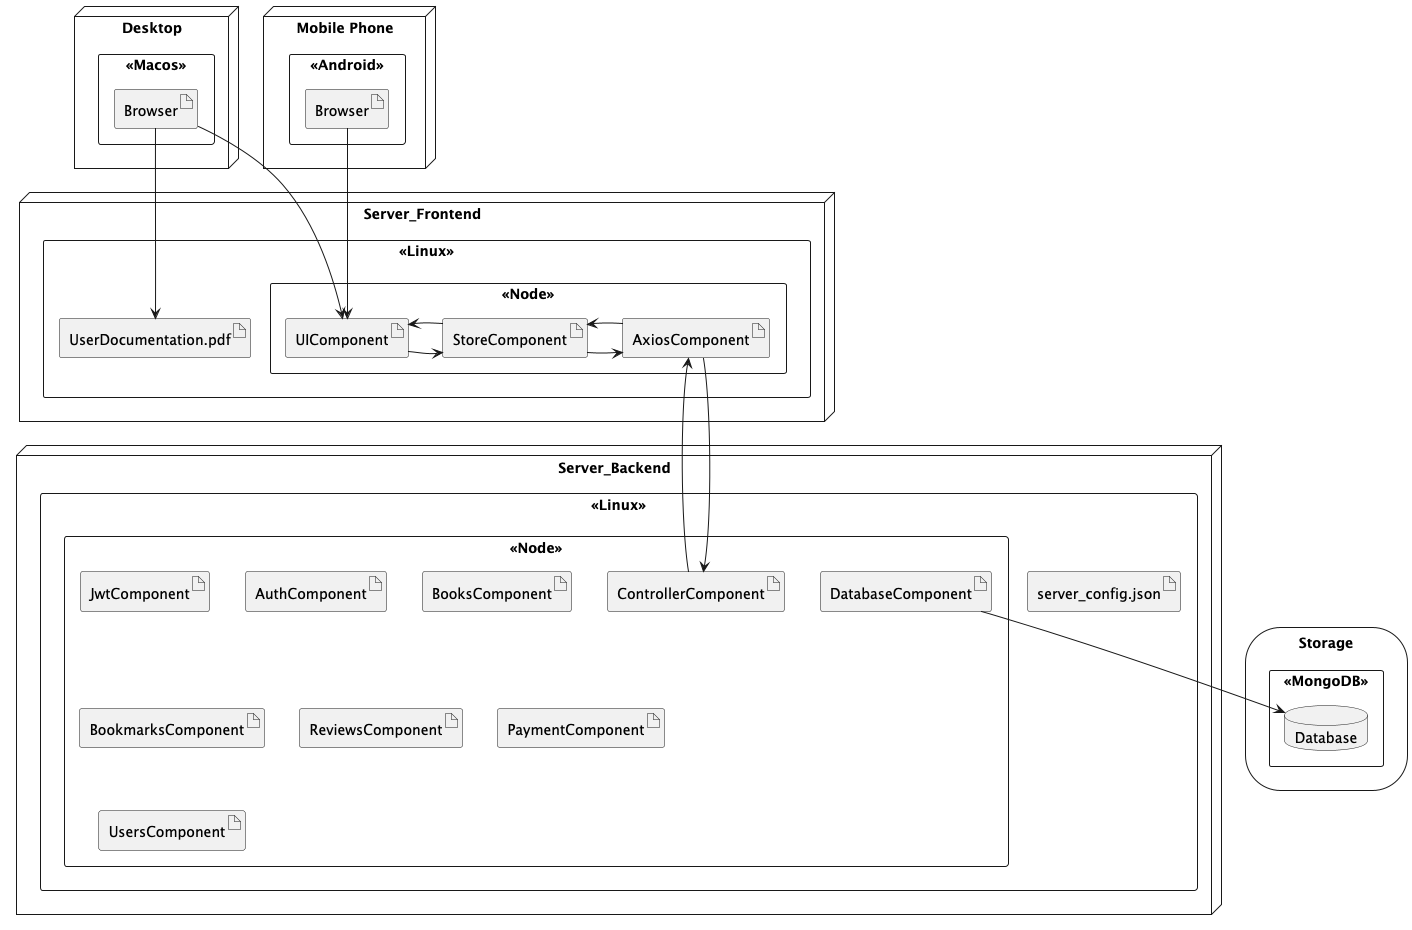 Desktop
Mobile Phone
«Macos»
«Android»
Browser
Browser
Server_Frontend
«Linux»
«Node»
UserDocumentation.pdf
UIComponent
StoreComponent
AxiosComponent
Server_Backend
«Linux»
«Node»
JwtComponent
AuthComponent
BooksComponent
ControllerComponent
DatabaseComponent
server_config.json
Storage
«MongoDB»
Database
BookmarksComponent
ReviewsComponent
PaymentComponent
UsersComponent